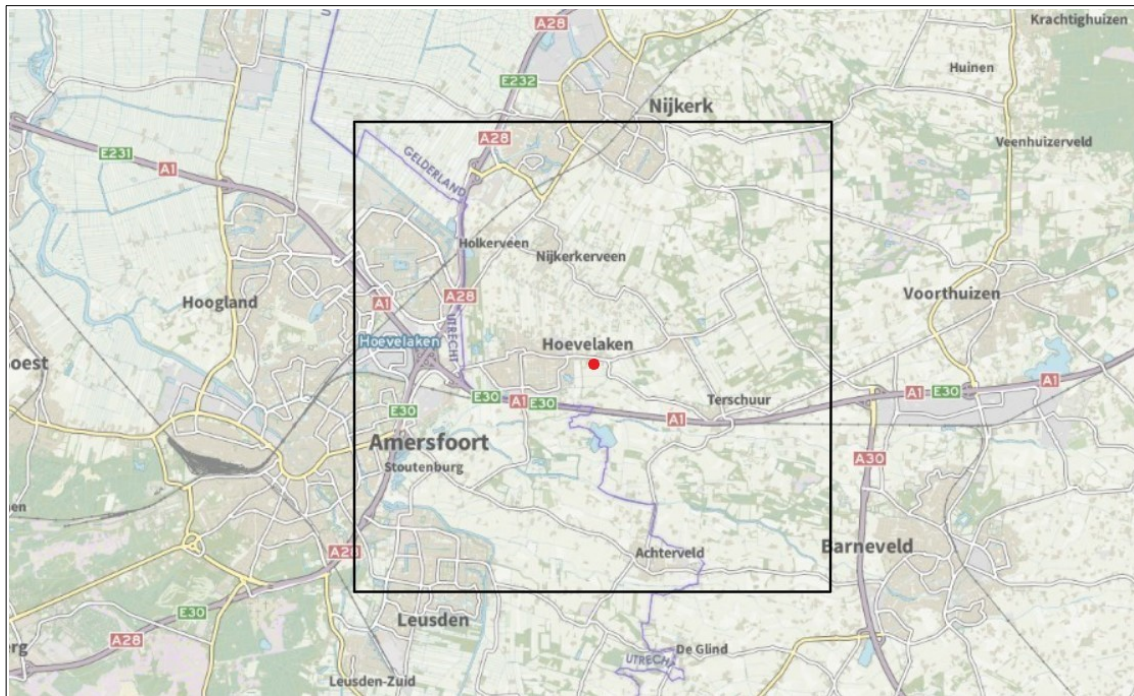 A28
Krachtighuizen
Huinen
E232
Nijkerk
A28
Veenhuizerveld
E231
A1
GELDERLAND
Holkerveen
Nijkerkerveen
Hoogland
A1
A28
Voorthuizen
UTRECHT
Hoevelaken
Hoevelaken
A1
E30
A1
E30
A1
E30
Terschuur
E30
A1
Amersfoort
Stoutenburg
A30
Achterveld
Barneveld
E30
Leusden
A28
De Glind
UTRECHT
Leusden-Zuid